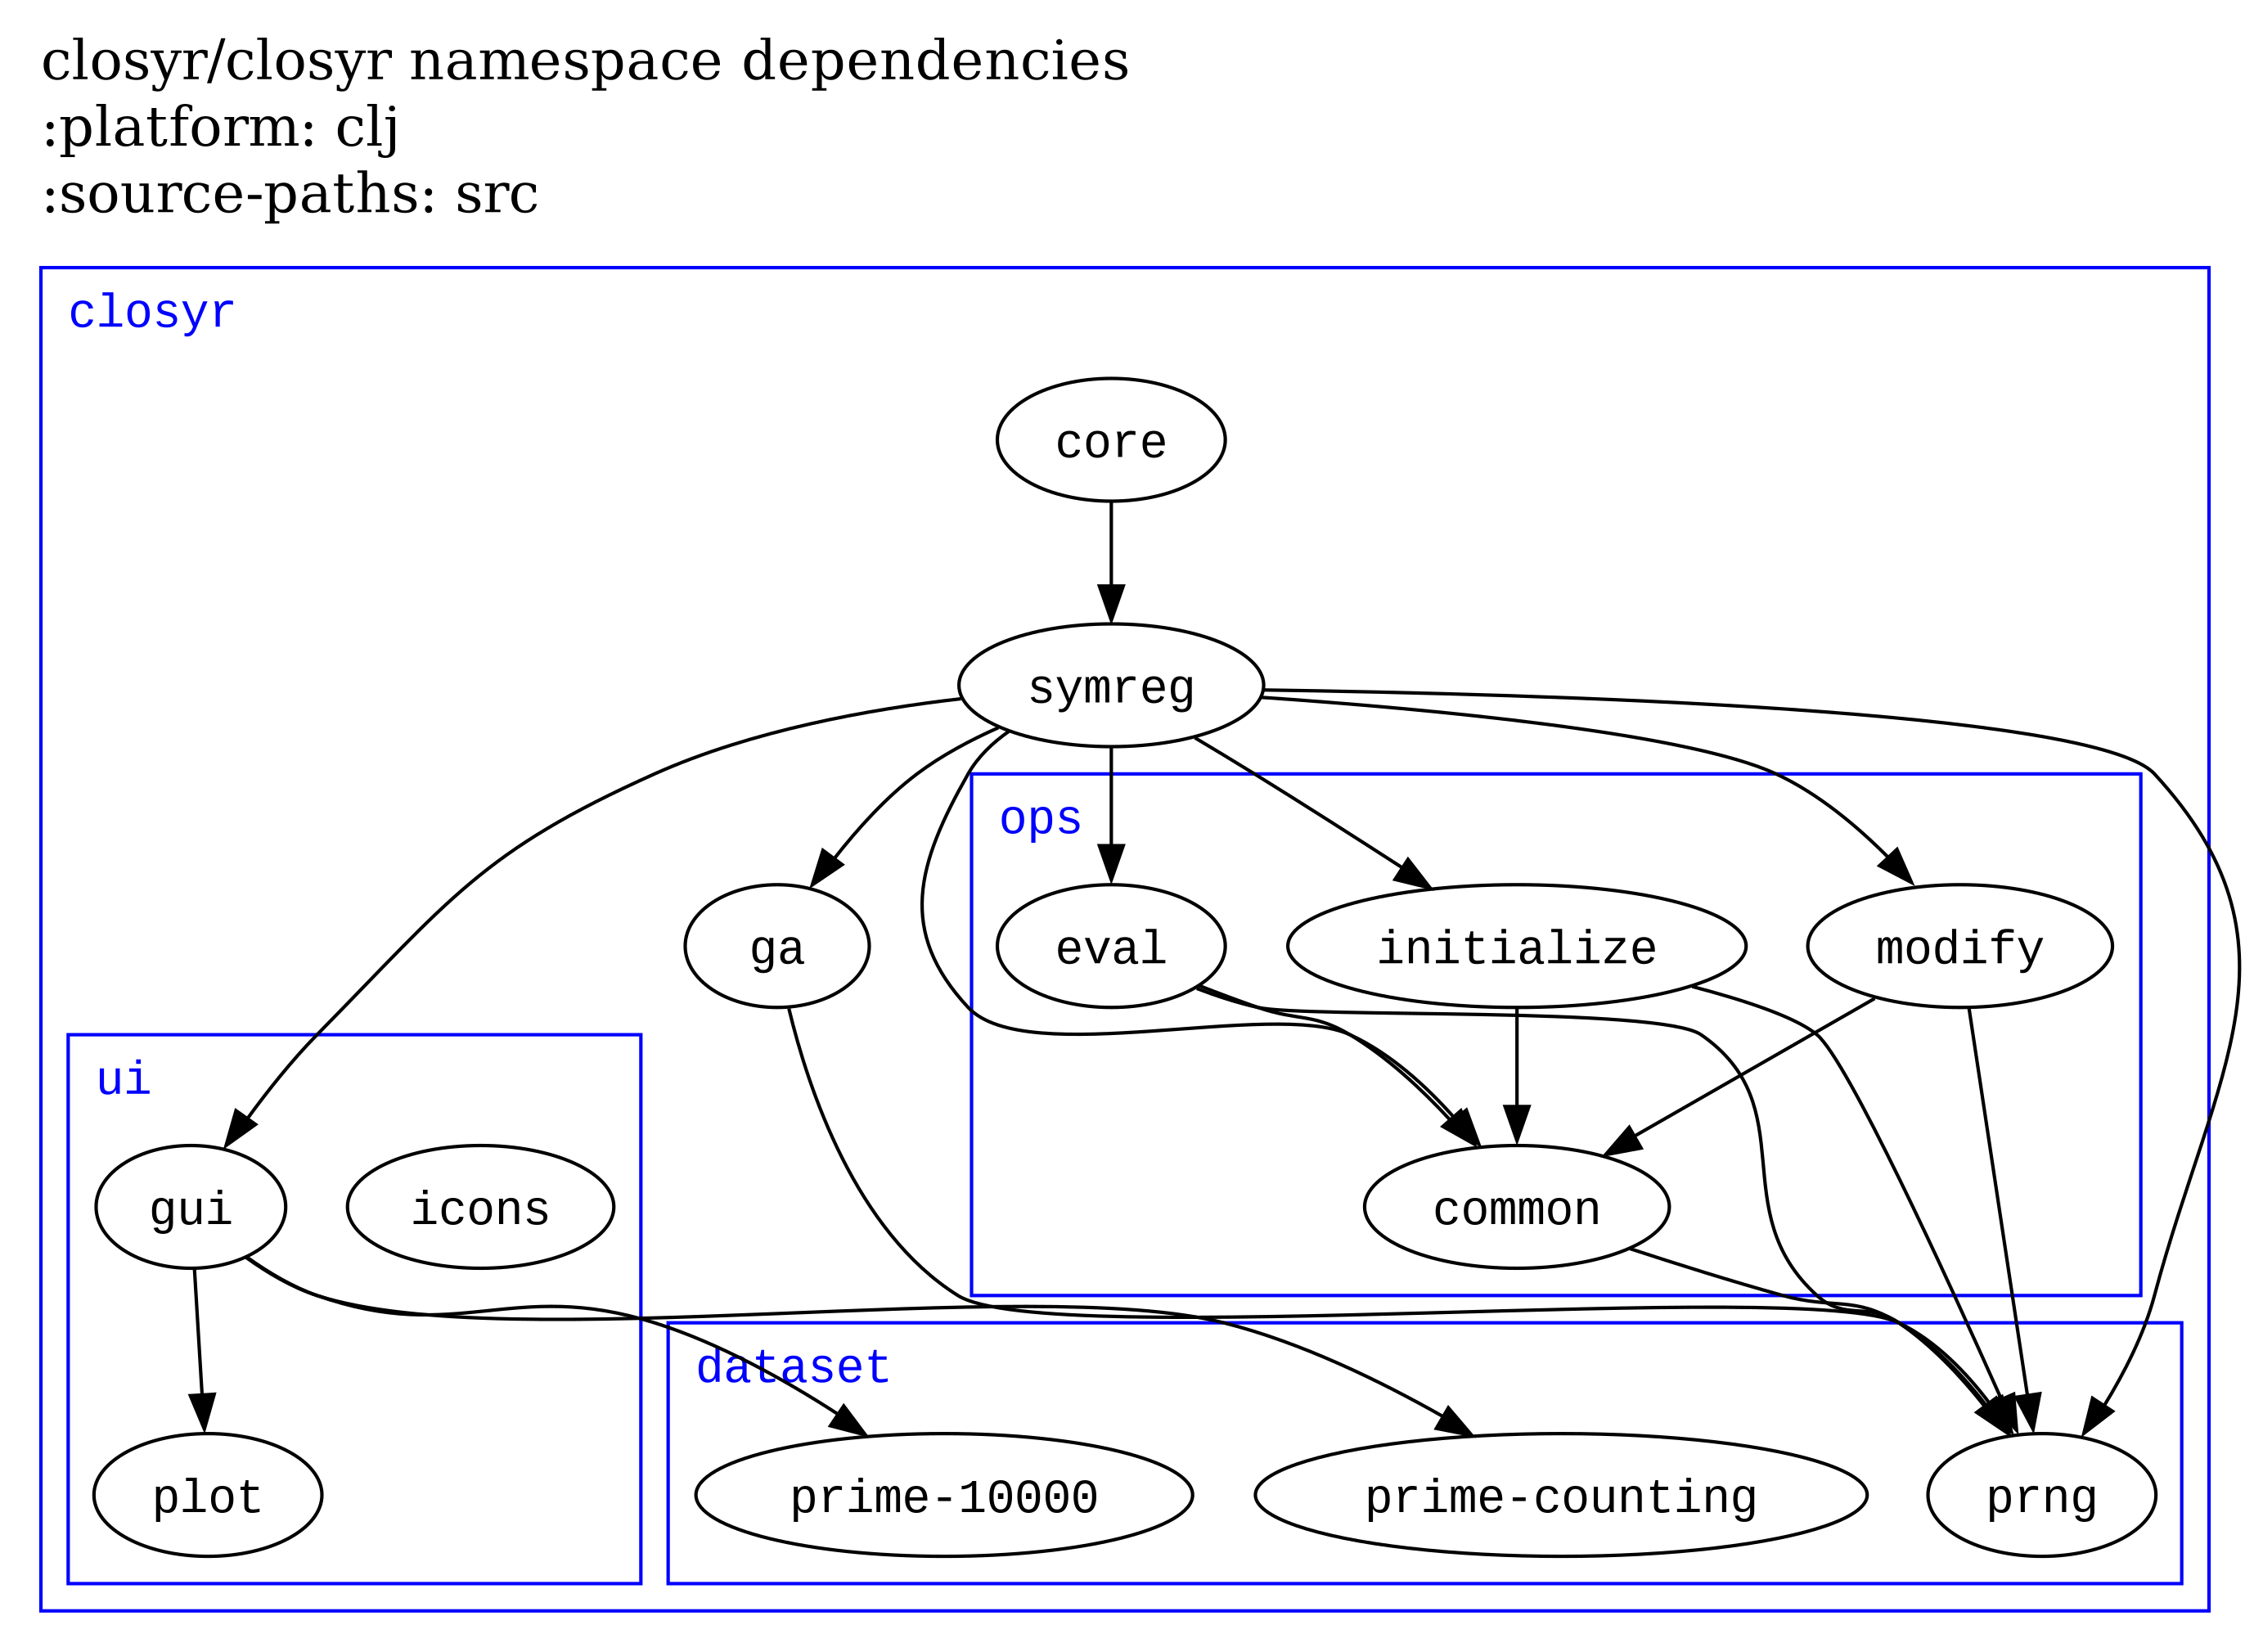 closyr/closyr namespace dependencies
:platform: clj
:source-paths: src
closyr
core
symreg
ops
ga
eval
initialize
modify
ui
gui
icons
common
dataset
plot
prime-10000
prime-counting
prng